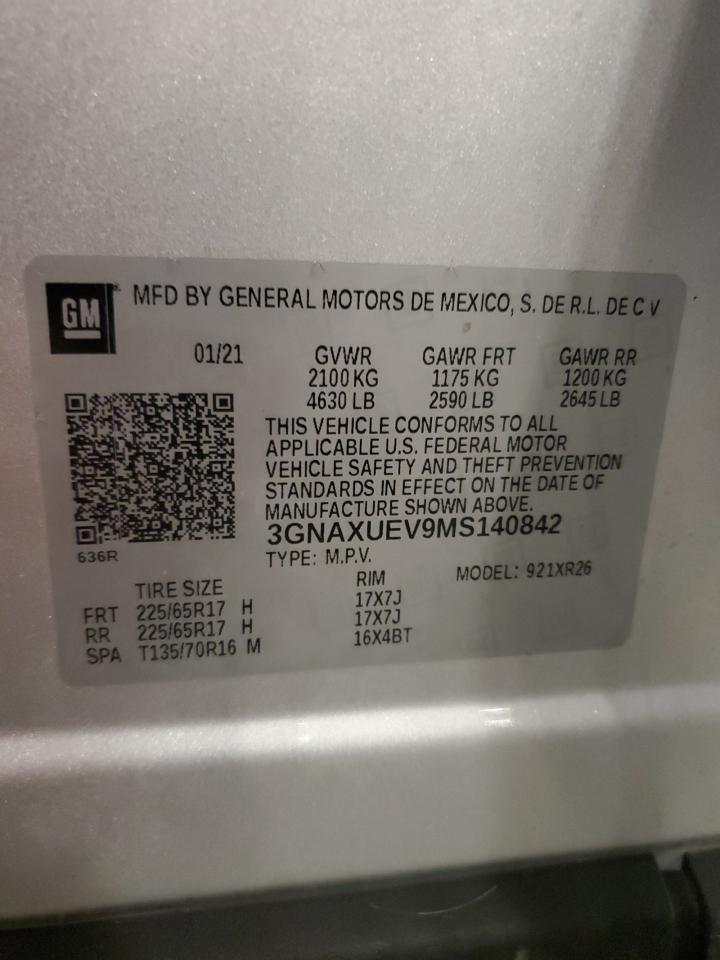 GM
MFD BY GENERAL MOTORS DE MEXICO, S. DE R.L. DE C V
01/21 GVWR GAWR FRT GAWR RR
2100 KG 1175 KG 1200 KG
4630 LB 2590 LB 2645 LB
THIS VEHICLE CONFORMS TO ALL
APPLICABLE U.S. FEDERAL MOTOR
VEHICLE SAFETY AND THEFT PREVENTION
STANDARDS IN EFFECT ON THE DATE OF
MANUFACTURE SHOWN ABOVE.
3GNAXUEV9MS140842
636R TYPE: M.P.V.
TIRE SIZE RIM MODEL: 921XR26
FRT 225/65R17 H 17X7J
RR 225/65R17 H 17X7J
SPA T135/70R16 M 16X4BT